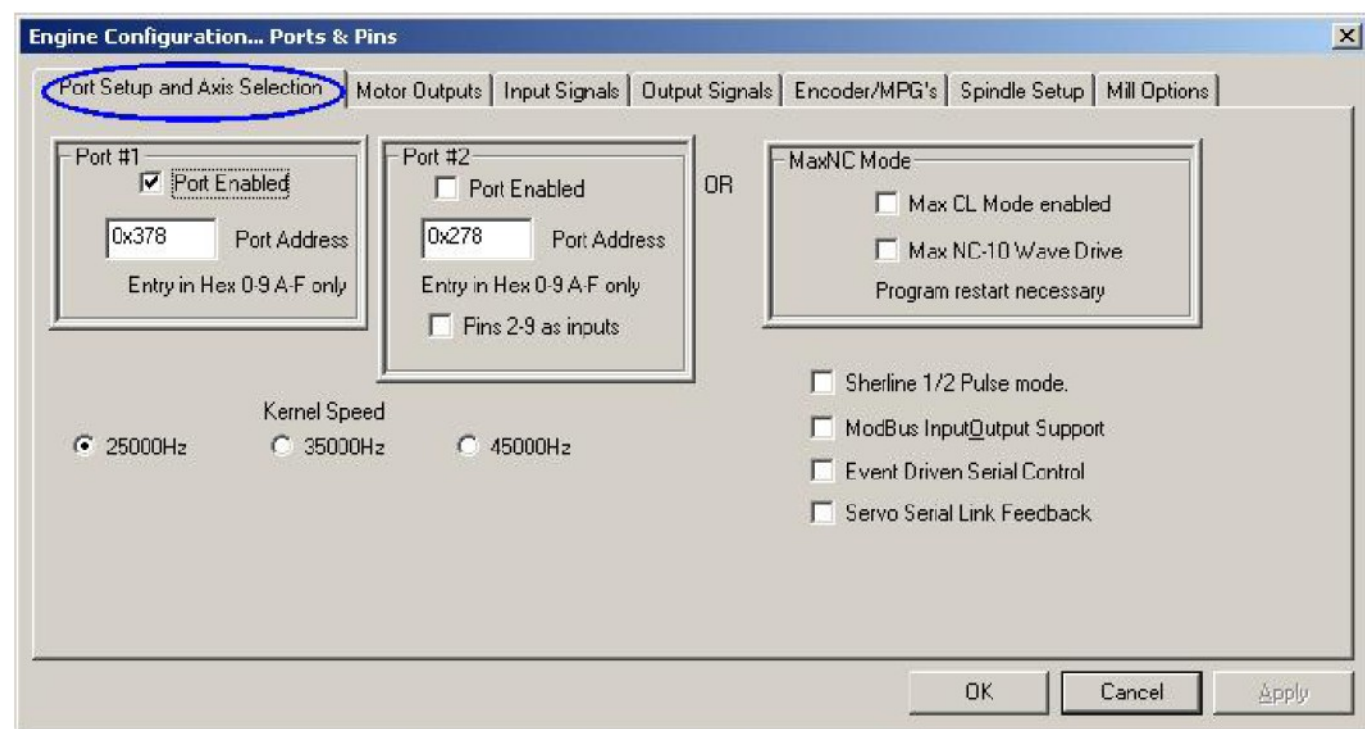 Engine Configuration... Ports & Pins
Port Setup and Axis Selection
Motor Outputs
Input Signals
Output Signals
Encoder/MPG's
Spindle Setup
Mill Options
Port #1
Port Enabled
0x378
Port Address
Entry in Hex 0-9 A-F only
Port #2
Port Enabled
0x278
Port Address
Entry in Hex 0-9 A-F only
Pins 2-9 as inputs
OR
MaxNC Mode
Max CL Mode enabled
Max NC-10 Wave Drive
Program restart necessary
Kernel Speed
25000Hz
35000Hz
45000Hz
Sherline 1/2 Pulse mode.
ModBus InputOutput Support
Event Driven Serial Control
Servo Serial Link Feedback
OK
Cancel
Apply